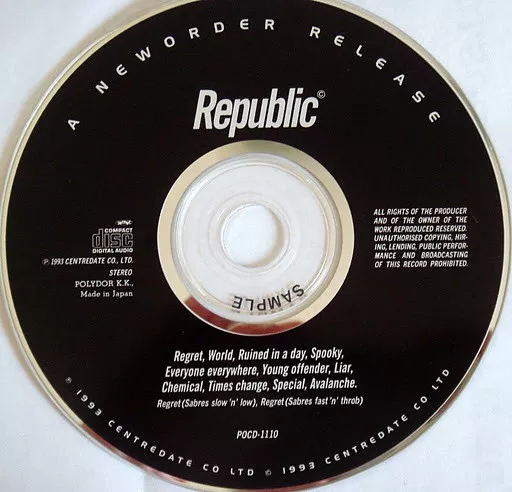 A NEWORDER RELEASE
Republic©
COMPACT
disc
DIGITAL AUDIO
℗ 1993 CENTREDATE CO., LTD.
STEREO
POLYDOR K.K.,
Made in Japan
ALL RIGHTS OF THE PRODUCER
AND OF THE OWNER OF THE
WORK REPRODUCED RESERVED.
UNAUTHORISED COPYING, HIR-
ING, LENDING, PUBLIC PERFOR-
MANCE AND BROADCASTING
OF THIS RECORD PROHIBITED.
SAMPLE
Regret, World, Ruined in a day, Spooky,
Everyone everywhere, Young offender, Liar,
Chemical, Times change, Special, Avalanche.
Regret (Sabres slow 'n' low), Regret (Sabres fast 'n' throb)
POCD-1110
℗ 1993 CENTREDATE CO LTD © 1993 CENTREDATE CO LTD